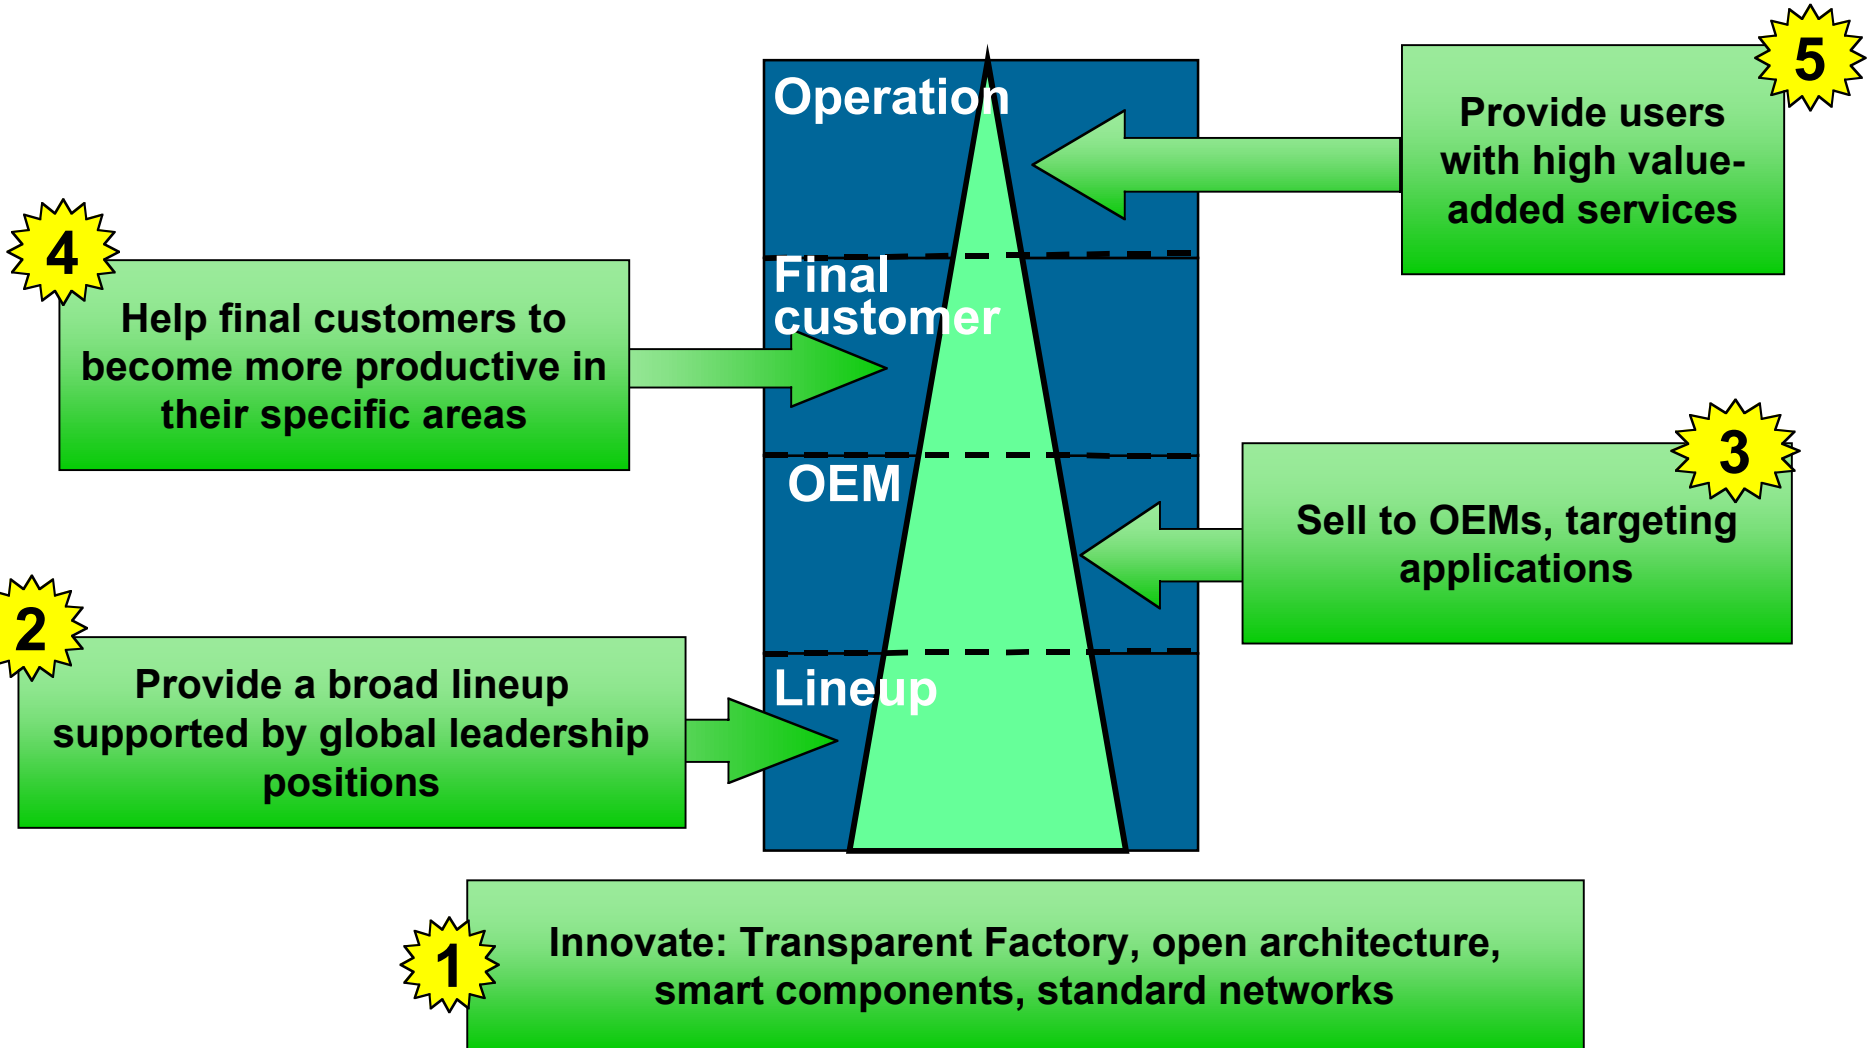 5
Operation
Provide users
with high value-
added services
4
Final
customer
Help final customers to
become more productive in
their specific areas
3
OEM
Sell to OEMs, targeting
applications
2
Lineup
Provide a broad lineup
supported by global leadership
positions
1
Innovate: Transparent Factory, open architecture,
smart components, standard networks